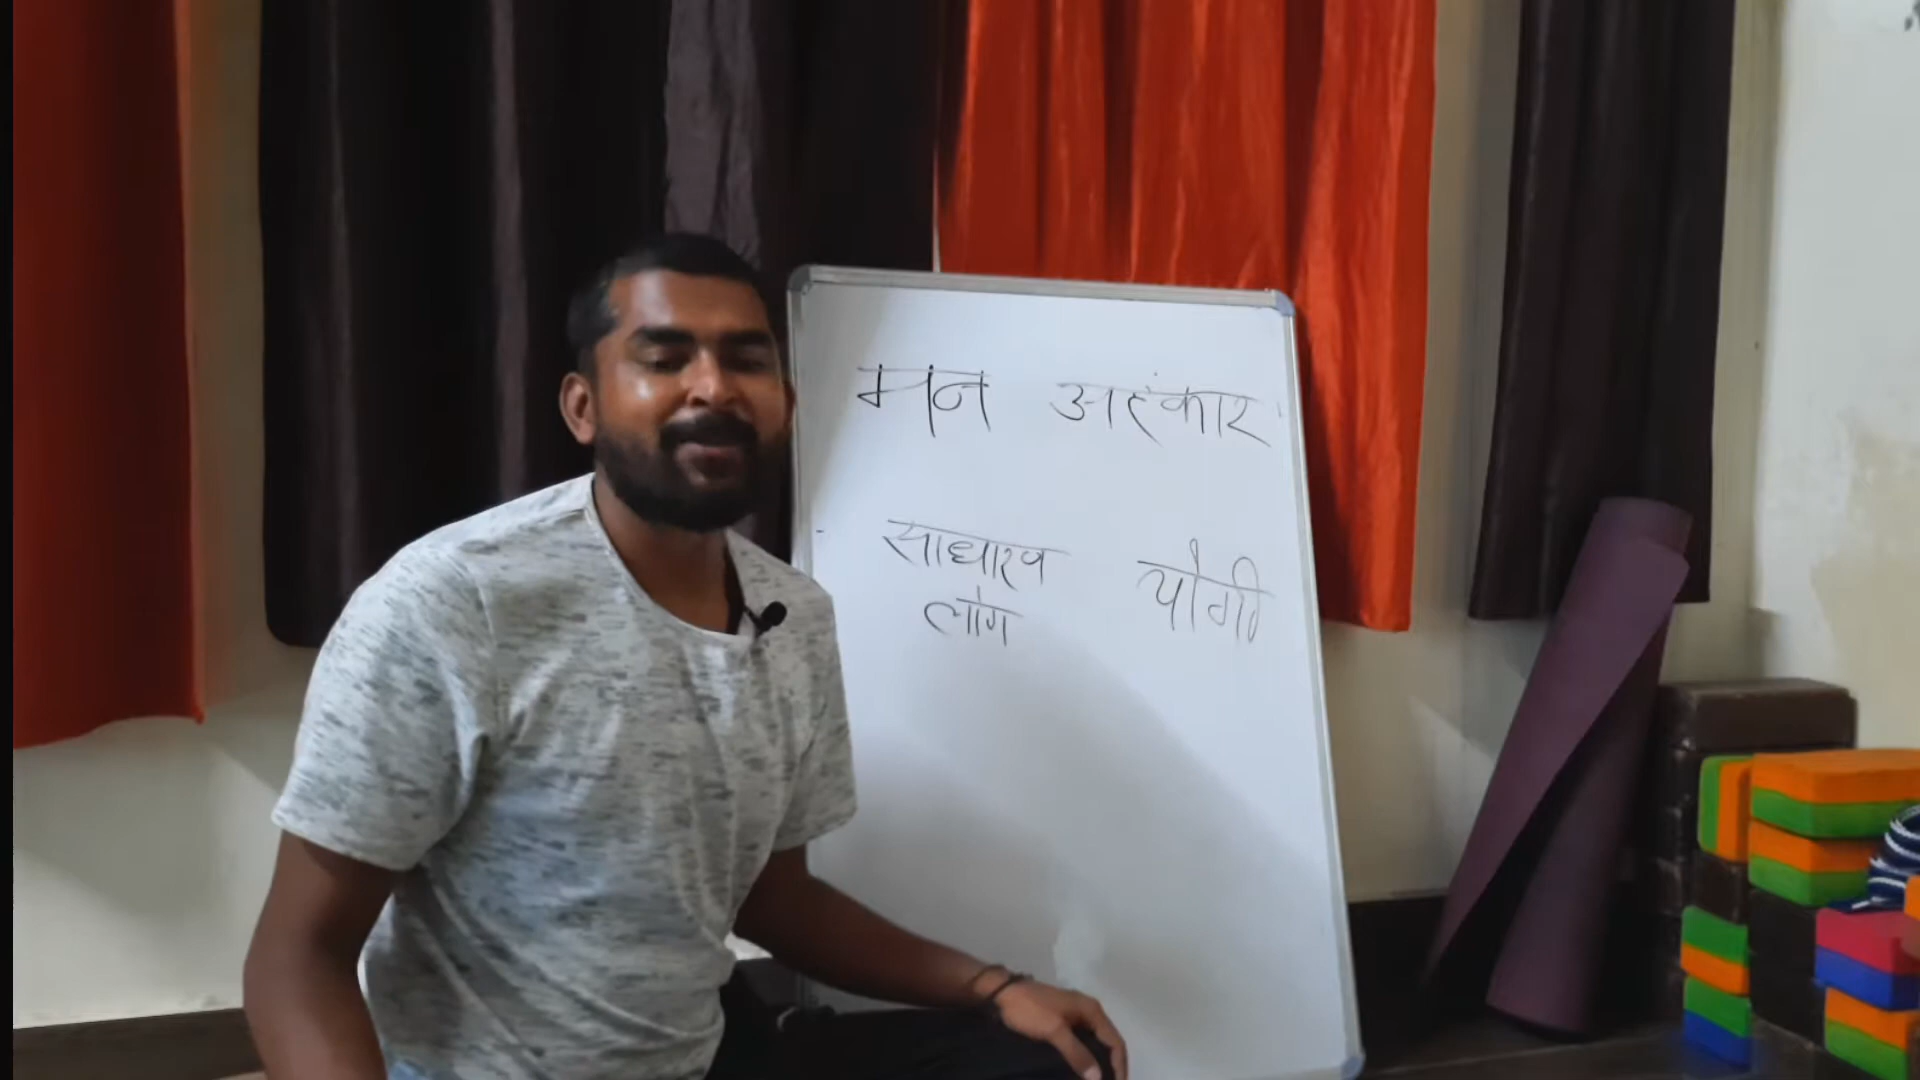 मन अहंकार
साधारण योगी
लोग